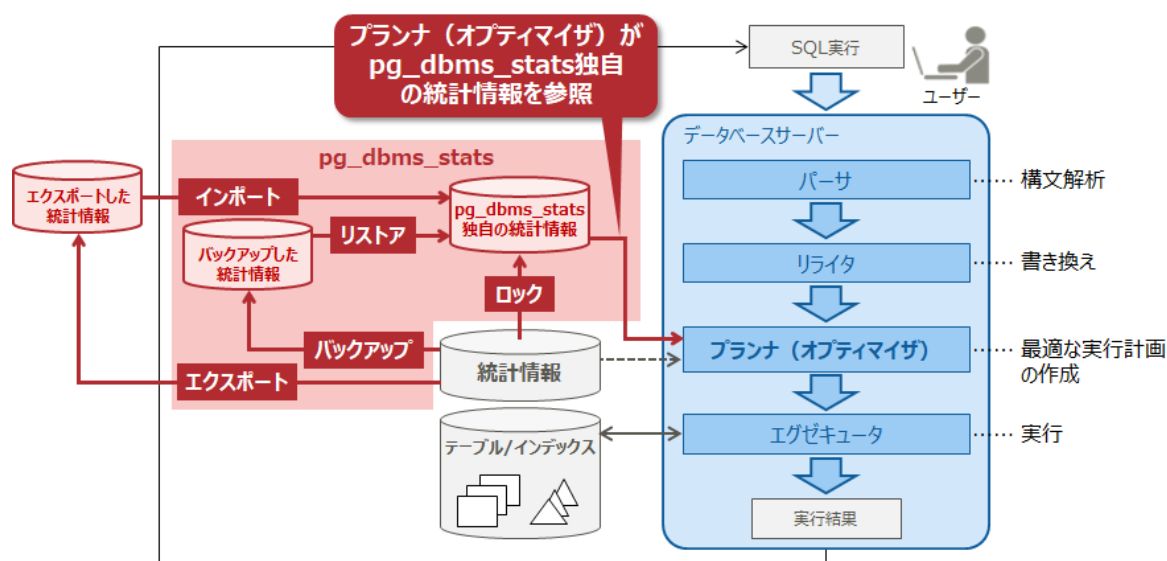 プランナ（オプティマイザ）が
pg_dbms_stats独自
の統計情報を参照
SQL実行
ユーザー
データベースサーバー
pg_dbms_stats
エクスポートした
統計情報
インポート
pg_dbms_stats
独自の統計情報
パーサ
…… 構文解析
バックアップした
統計情報
リストア
リライタ
…… 書き換え
ロック
バックアップ
統計情報
プランナ（オプティマイザ）
…… 最適な実行計画
の作成
エクスポート
テーブル/インデックス
エグゼキュータ
…… 実行
実行結果